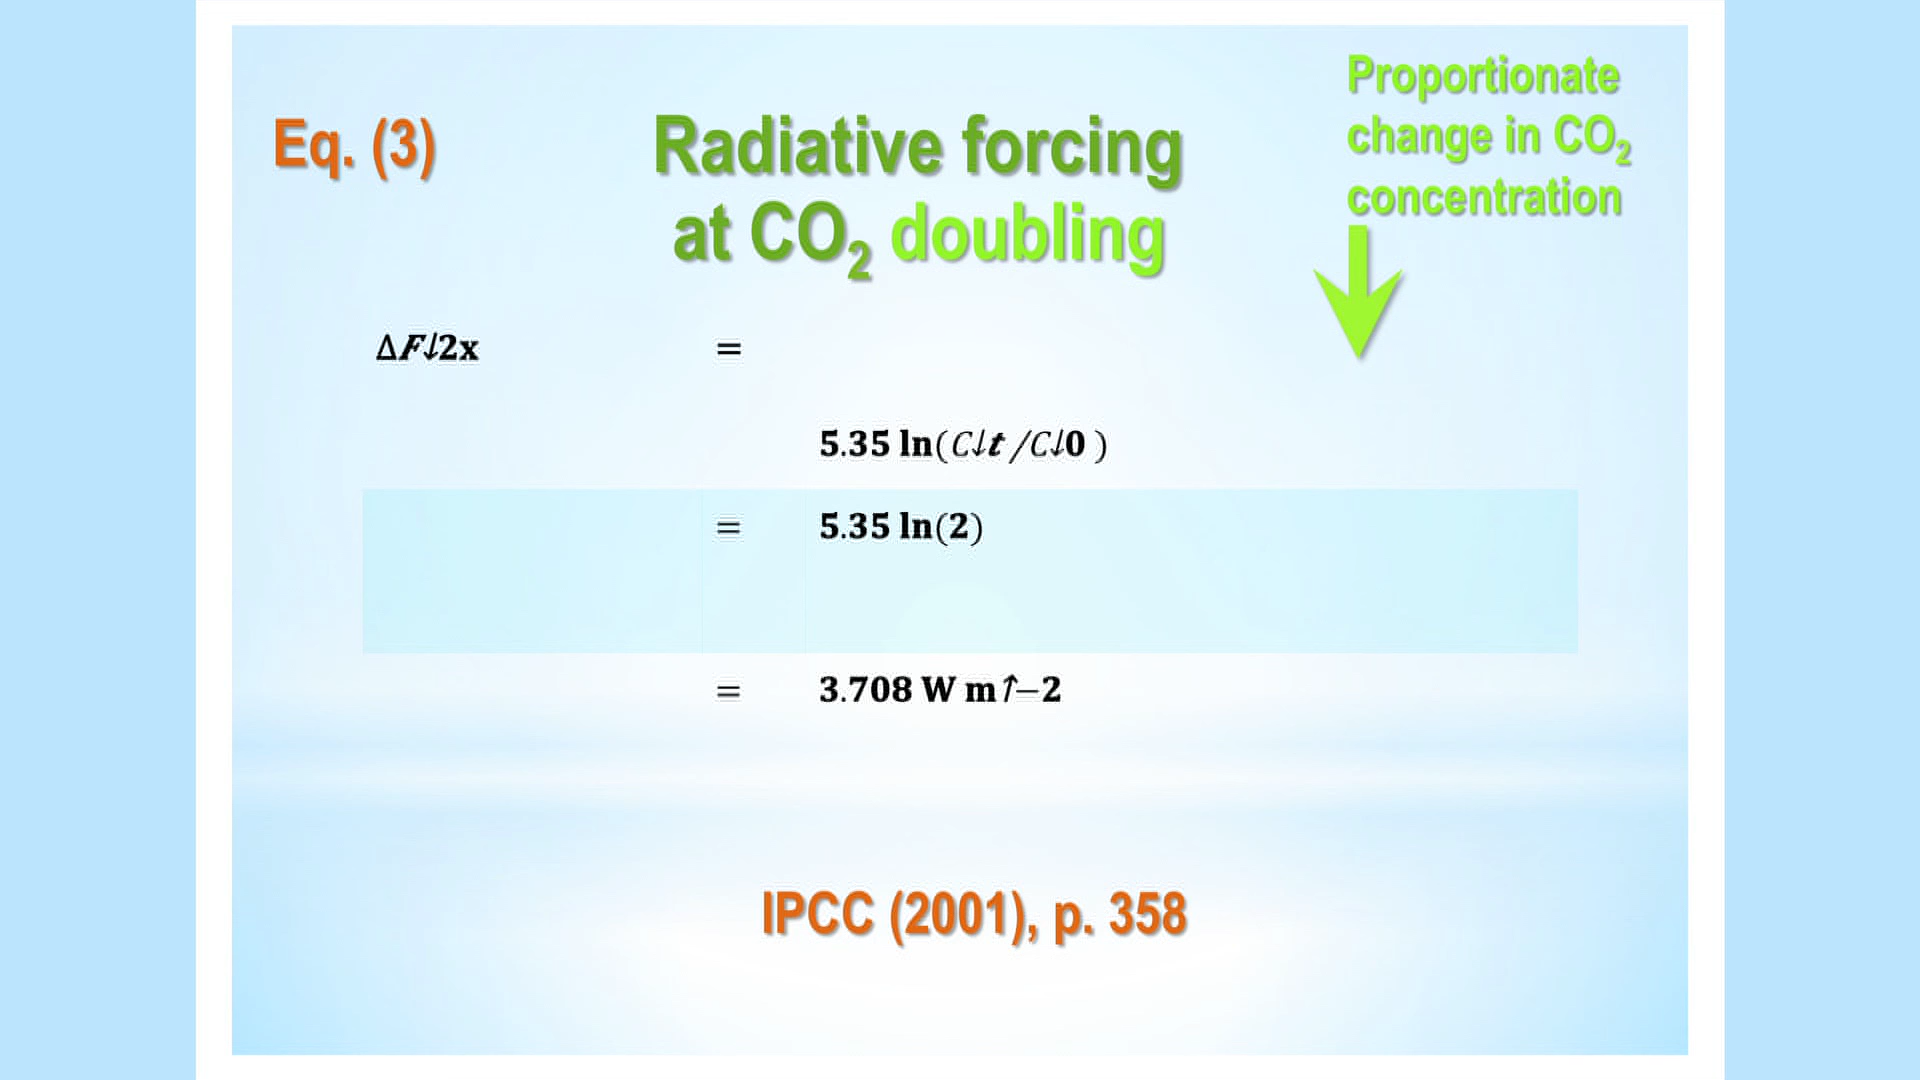 Eq. (3)
Radiative forcing
at CO₂ doubling
Proportionate
change in CO₂
concentration
Δ𝑭↓2x =
5.35 ln(𝐶↓𝒕 /𝐶↓0 )
= 5.35 ln(2)
= 3.708 W m↑−2
IPCC (2001), p. 358